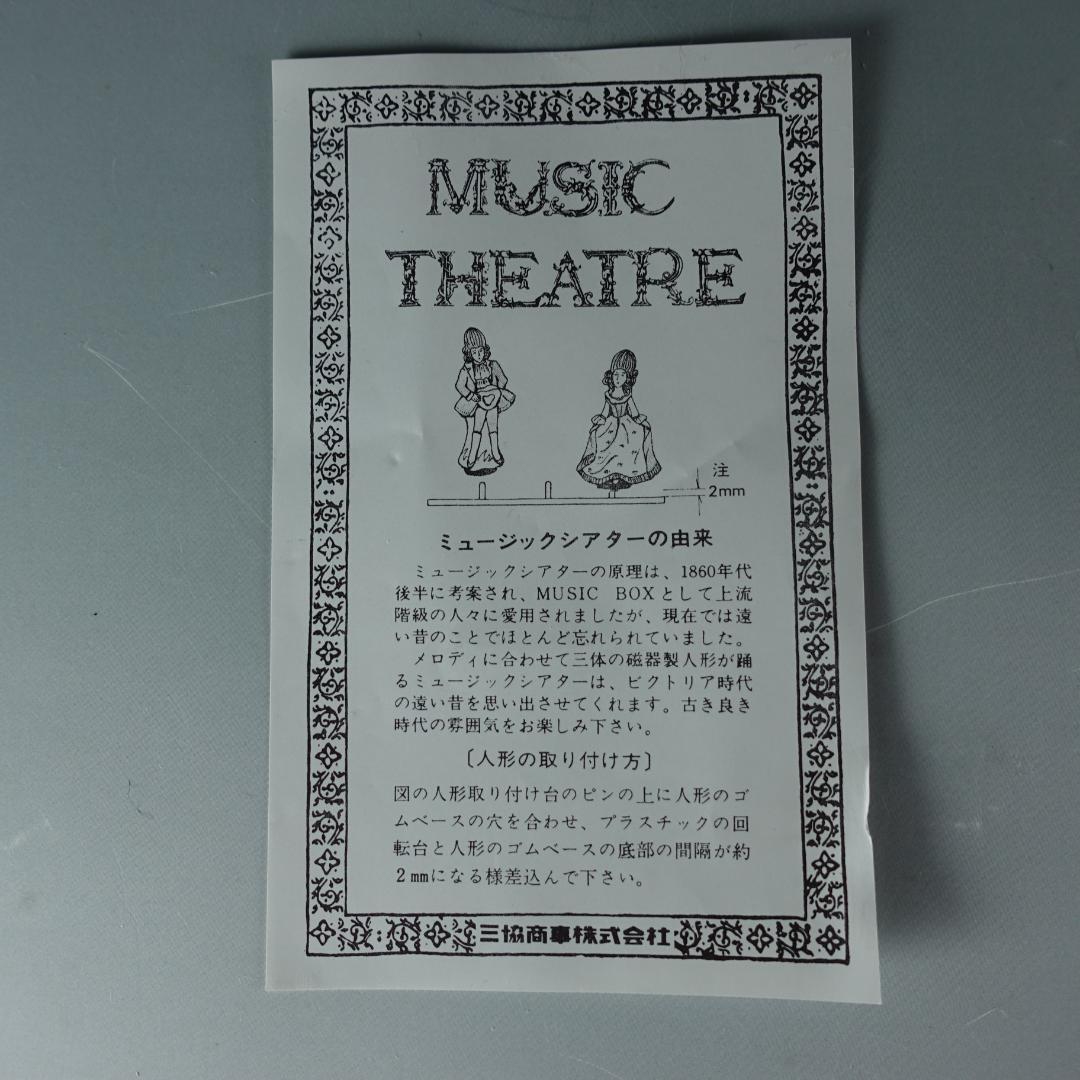 MUSIC
THEATRE
注
2mm
ミュージックシアターの由来
ミュージックシアターの原理は、1860年代
後半に考案され、MUSIC BOXとして上流
階級の人々に愛用されましたが、現在では遠
い昔のことでほとんど忘れられていました。
メロディに合わせて三体の磁器製人形が踊
るミュージックシアターは、ビクトリア時代
の遠い昔を思い出させてくれます。古き良き
時代の雰囲気をお楽しみ下さい。
〔人形の取り付け方〕
図の人形取り付け台のピンの上に人形のゴ
ムベースの穴を合わせ、プラスチックの回
転台と人形のゴムベースの底部の間隔が約
2㎜になる様差込んで下さい。
三協商事株式会社